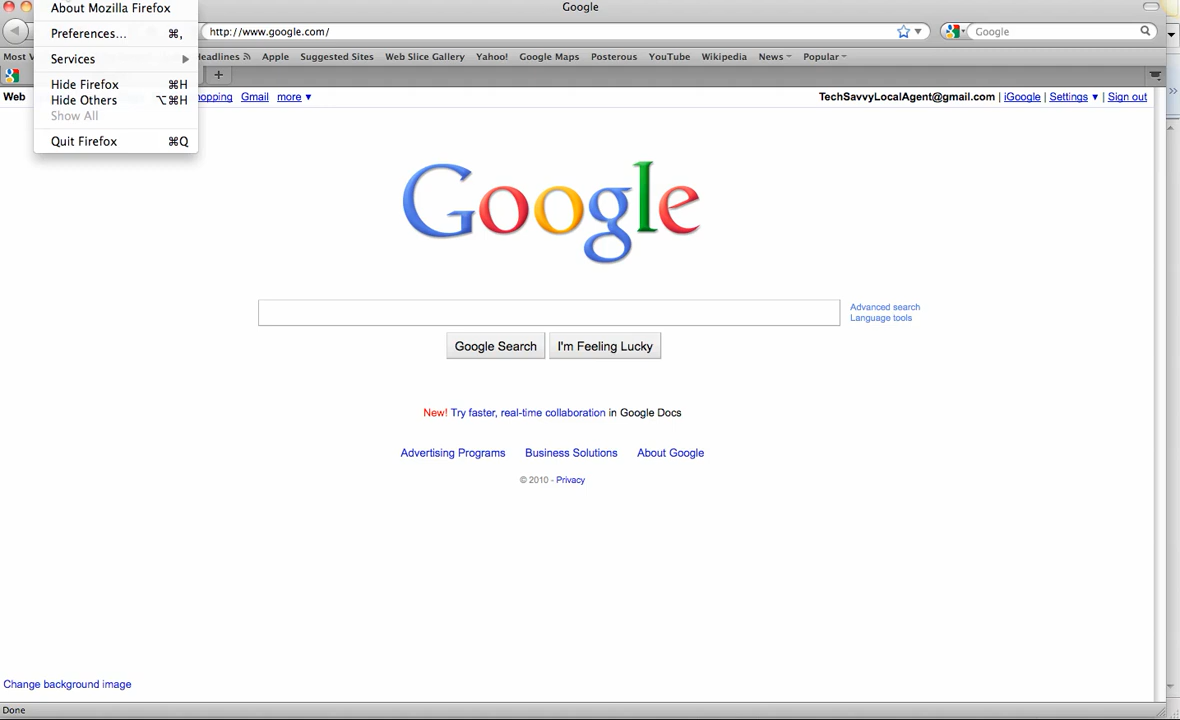 About Mozilla Firefox
Google
Preferences... ⌘,
http://www.google.com/
Google
Services
Most V
Headlines Apple Suggested Sites Web Slice Gallery Yahoo! Google Maps Posterous YouTube Wikipedia News Popular
Hide Firefox ⌘H
Hide Others ⌥⌘H
Show All
Quit Firefox ⌘Q
Web
hopping Gmail more ▼
TechSavvyLocalAgent@gmail.com | iGoogle | Settings ▼ | Sign out
Google
Advanced search
Language tools
Google Search I'm Feeling Lucky
New! Try faster, real-time collaboration in Google Docs
Advertising Programs Business Solutions About Google
© 2010 - Privacy
Change background image
Done